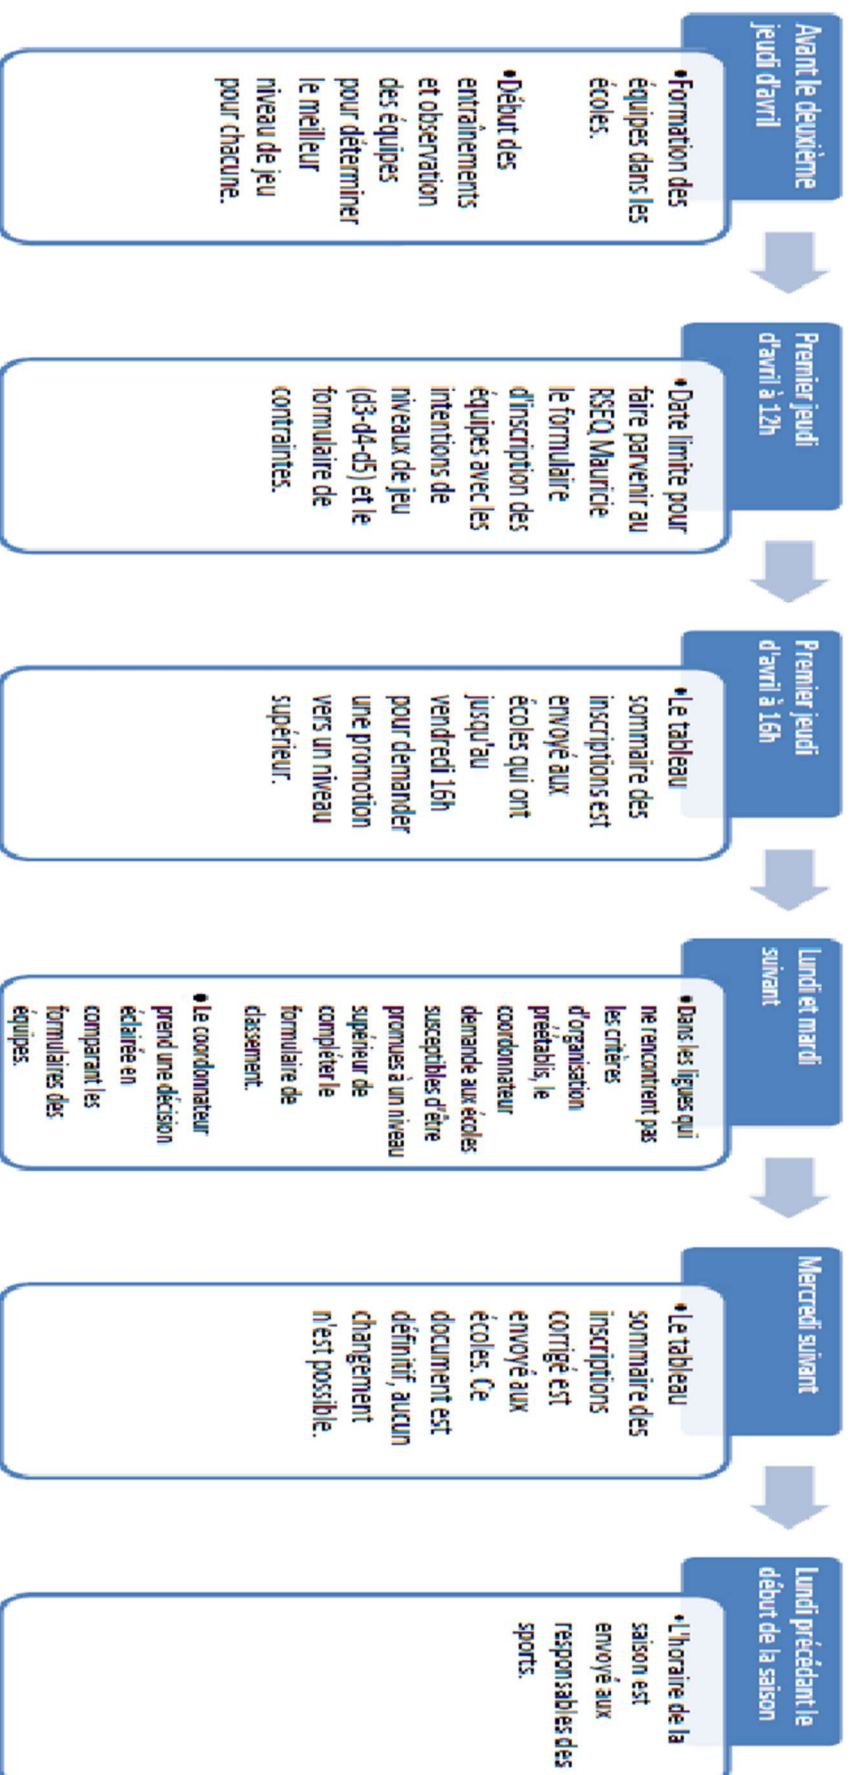 Avant le deuxième
jeudi d'avril
•Formation des
équipes dans les
écoles.
•Début des
entraînements
et observation
des équipes
pour déterminer
le meilleur
niveau de jeu
pour chacune.
Premier jeudi
d'avril à 12h
•Date limite pour
faire parvenir au
RSEQ Mauricie
le formulaire
d'inscription des
équipes avec les
intentions de
niveaux de jeu
(d3-d4-d5) et le
formulaire de
contraintes.
Premier jeudi
d'avril à 16h
•Le tableau
sommaire des
inscriptions est
envoyé aux
écoles qui ont
jusqu'au
vendredi 16h
pour demander
une promotion
vers un niveau
supérieur.
Lundi et mardi
suivant
•Dans les ligues qui
ne rencontrent pas
les critères
d'organisation
préétablis, le
coordonnateur
demande aux écoles
susceptibles d'être
promues à un niveau
supérieur de
compléter le
formulaire de
classement.
•Le coordonnateur
prend une décision
éclairée en
comparant les
formulaires des
équipes.
Mercredi suivant
•Le tableau
sommaire des
inscriptions
corrigé est
envoyé aux
écoles. Ce
document est
définitif, aucun
changement
n'est possible.
Lundi précédant le
début de la saison
•L'horaire de la
saison est
envoyé aux
responsables des
sports.